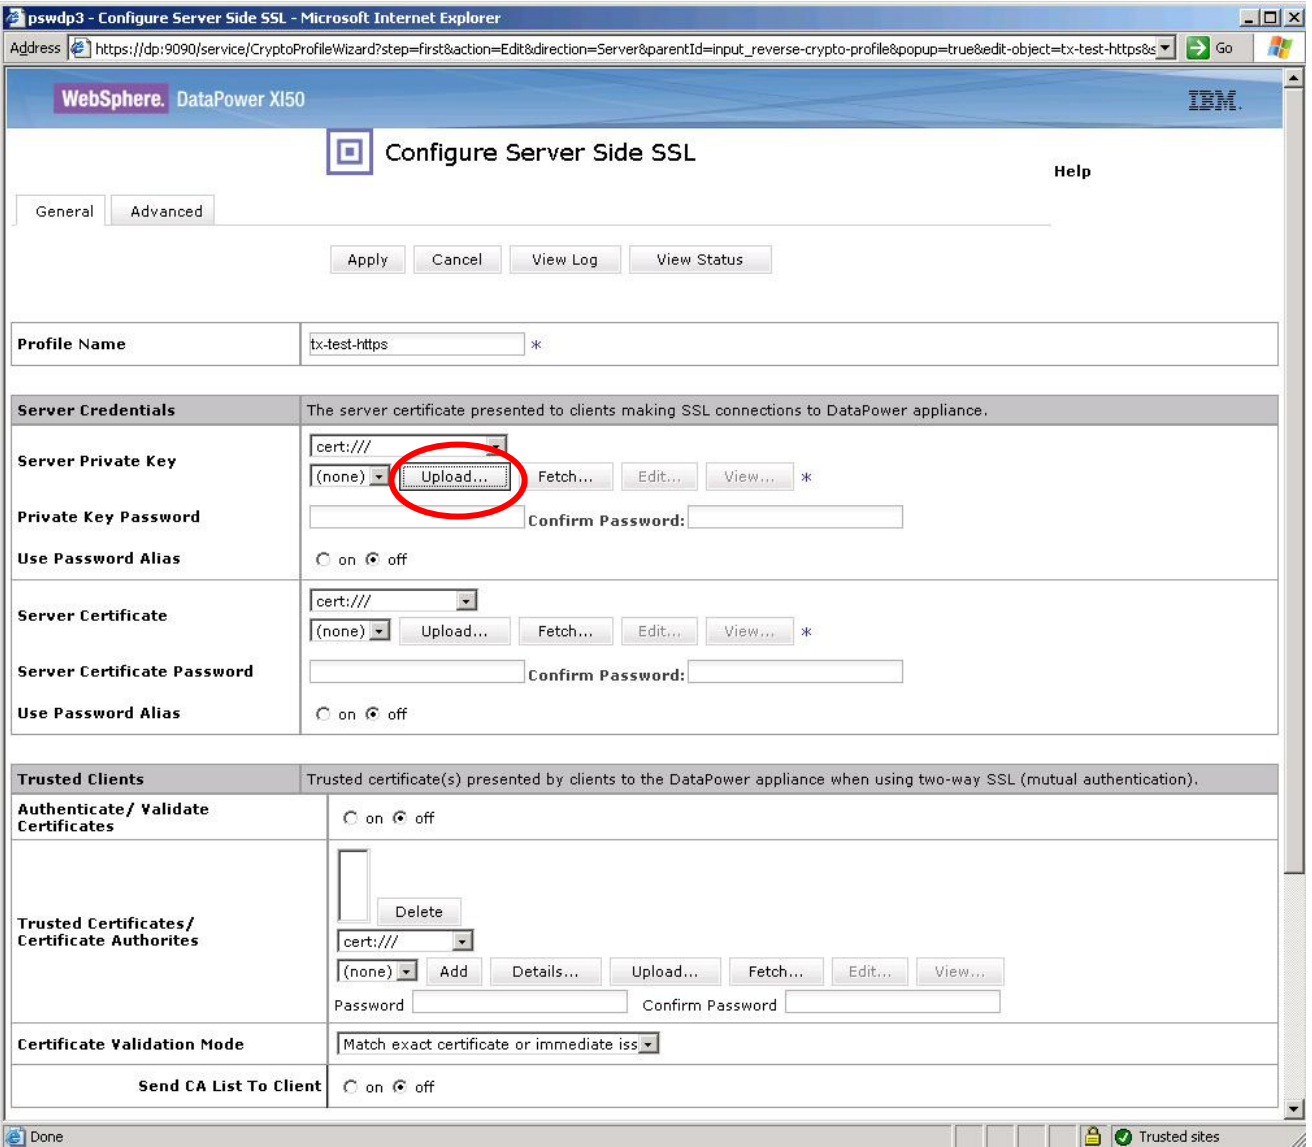 pswdp3 - Configure Server Side SSL - Microsoft Internet Explorer
Address https://dp:9090/service/CryptoProfileWizard?step=first&action=Edit&direction=Server&parentId=input_reverse-crypto-profile&popup=true&edit-object=tx-test-https&s Go
WebSphere. DataPower XI50 IBM.
Configure Server Side SSL
Help
General Advanced
Apply Cancel View Log View Status
Profile Name tx-test-https *
Server Credentials The server certificate presented to clients making SSL connections to DataPower appliance.
cert:///
Server Private Key
(none) Upload... Fetch... Edit... View... *
Private Key Password Confirm Password:
Use Password Alias on off
cert:///
Server Certificate
(none) Upload... Fetch... Edit... View... *
Server Certificate Password Confirm Password:
Use Password Alias on off
Trusted Clients Trusted certificate(s) presented by clients to the DataPower appliance when using two-way SSL (mutual authentication).
Authenticate/ Validate
Certificates on off
Delete
Trusted Certificates/
Certificate Authorites
cert:///
(none) Add Details... Upload... Fetch... Edit... View...
Password Confirm Password
Certificate Validation Mode Match exact certificate or immediate iss
Send CA List To Client on off
Done Trusted sites